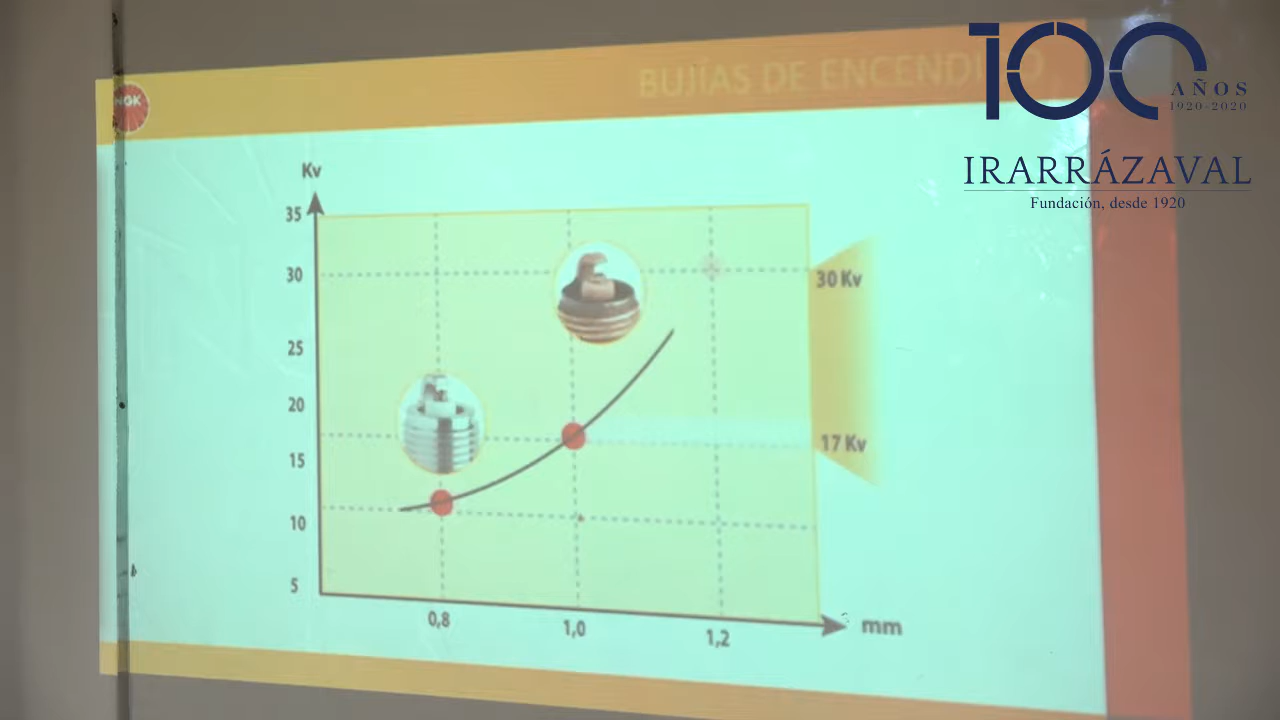 NGK
BUJÍAS DE ENCENDIDO
100
AÑOS
1920-2020
IRARRÁZAVAL
Fundación, desde 1920
Kv
35
30
25
20
15
10
5
30 Kv
17 Kv
0,8
1,0
1,2
mm